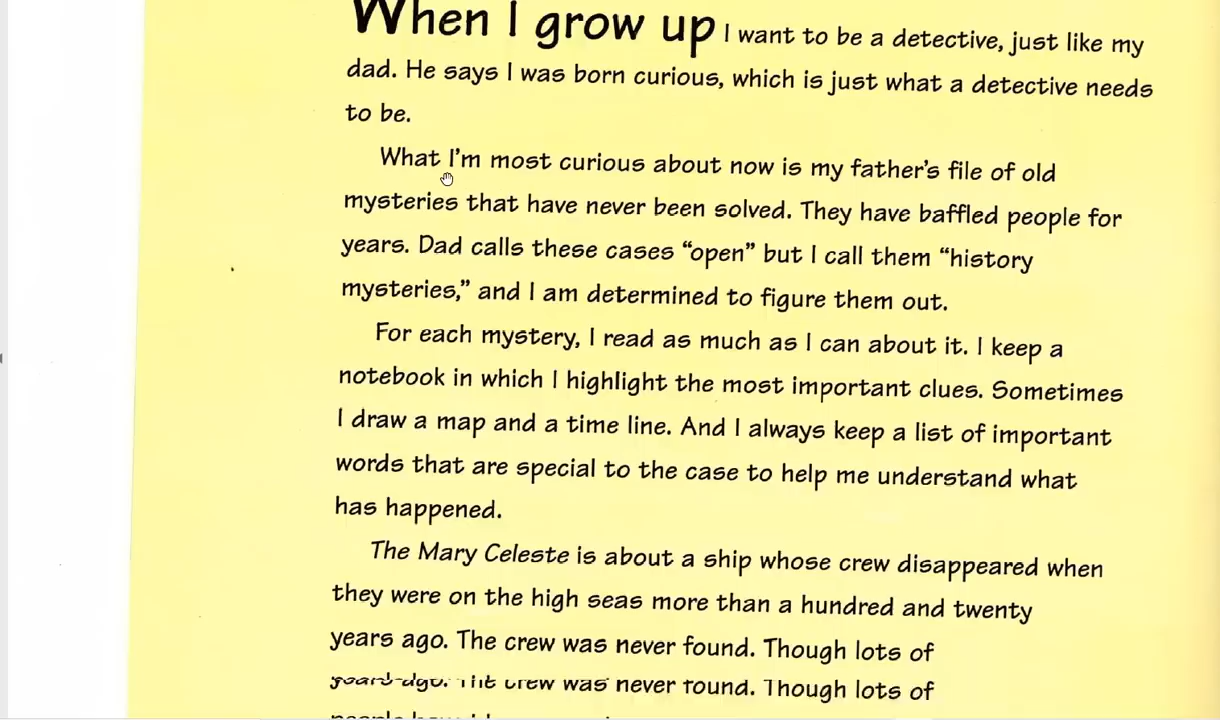 When I grow up I want to be a detective, just like my
dad. He says I was born curious, which is just what a detective needs
to be.
What I'm most curious about now is my father's file of old
mysteries that have never been solved. They have baffled people for
years. Dad calls these cases “open” but I call them “history
mysteries,” and I am determined to figure them out.
For each mystery, I read as much as I can about it. I keep a
notebook in which I highlight the most important clues. Sometimes
I draw a map and a time line. And I always keep a list of important
words that are special to the case to help me understand what
has happened.
The Mary Celeste is about a ship whose crew disappeared when
they were on the high seas more than a hundred and twenty
years ago. The crew was never found. Though lots of
crew was never found. Though lots of